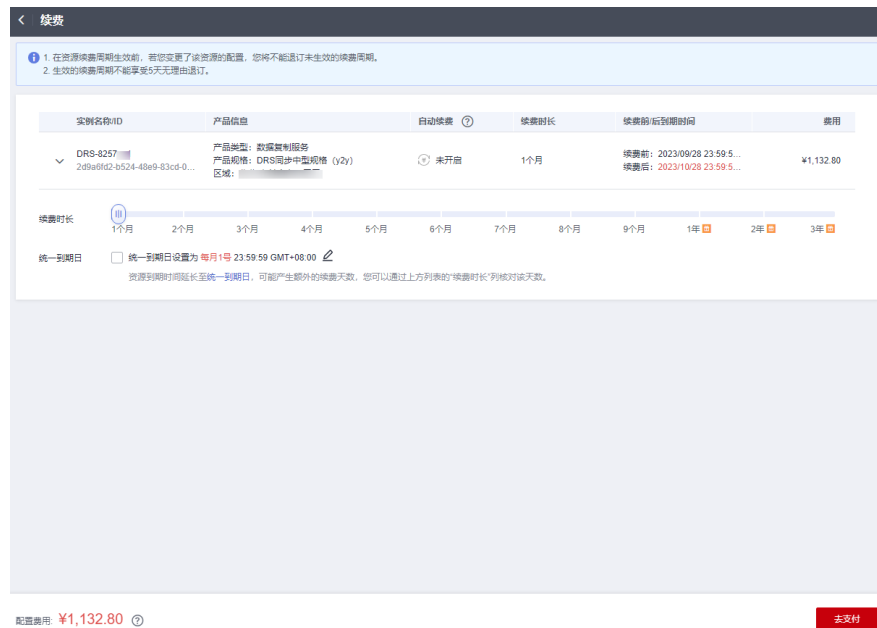 续费
1. 在资源续费周期生效前，若您变更了该资源的配置，您将不能退订未生效的续费周期。
2. 生效的续费周期不能享受5天无理由退订。
实例名称/ID 产品信息 自动续费 续费时长 续费前/后到期时间 费用
DRS-8257
2d9a6fd2-b524-48e9-83cd-0...
产品类型：数据复制服务
产品规格：DRS同步中型规格（y2y）
区域：
未开启
1个月
续费前：2023/09/28 23:59:5...
续费后：2023/10/28 23:59:5...
¥1,132.80
续费时长
1个月 2个月 3个月 4个月 5个月 6个月 7个月 8个月 9个月 1年 2年 3年
统一到期日 统一到期日设置为 每月1号 23:59:59 GMT+08:00
资源到期时间延长至统一到期日，可能产生额外的续费天数，您可以通过上方列表的“续费时长”列核对该天数。
配置费用: ¥1,132.80
去支付